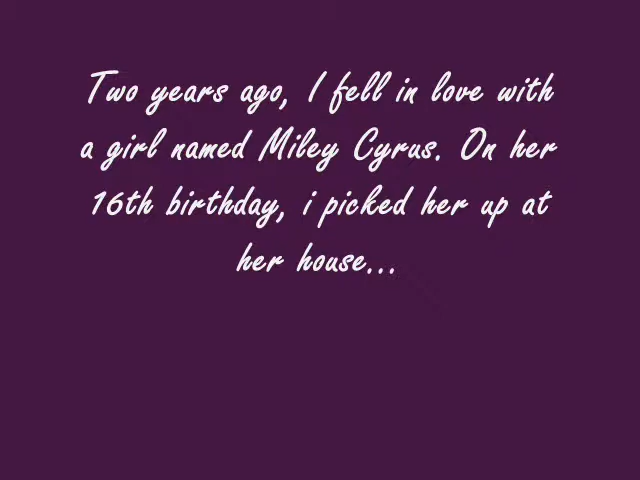 Two years ago, I fell in love with
a girl named Miley Cyrus. On her
16th birthday, i picked her up at
her house...